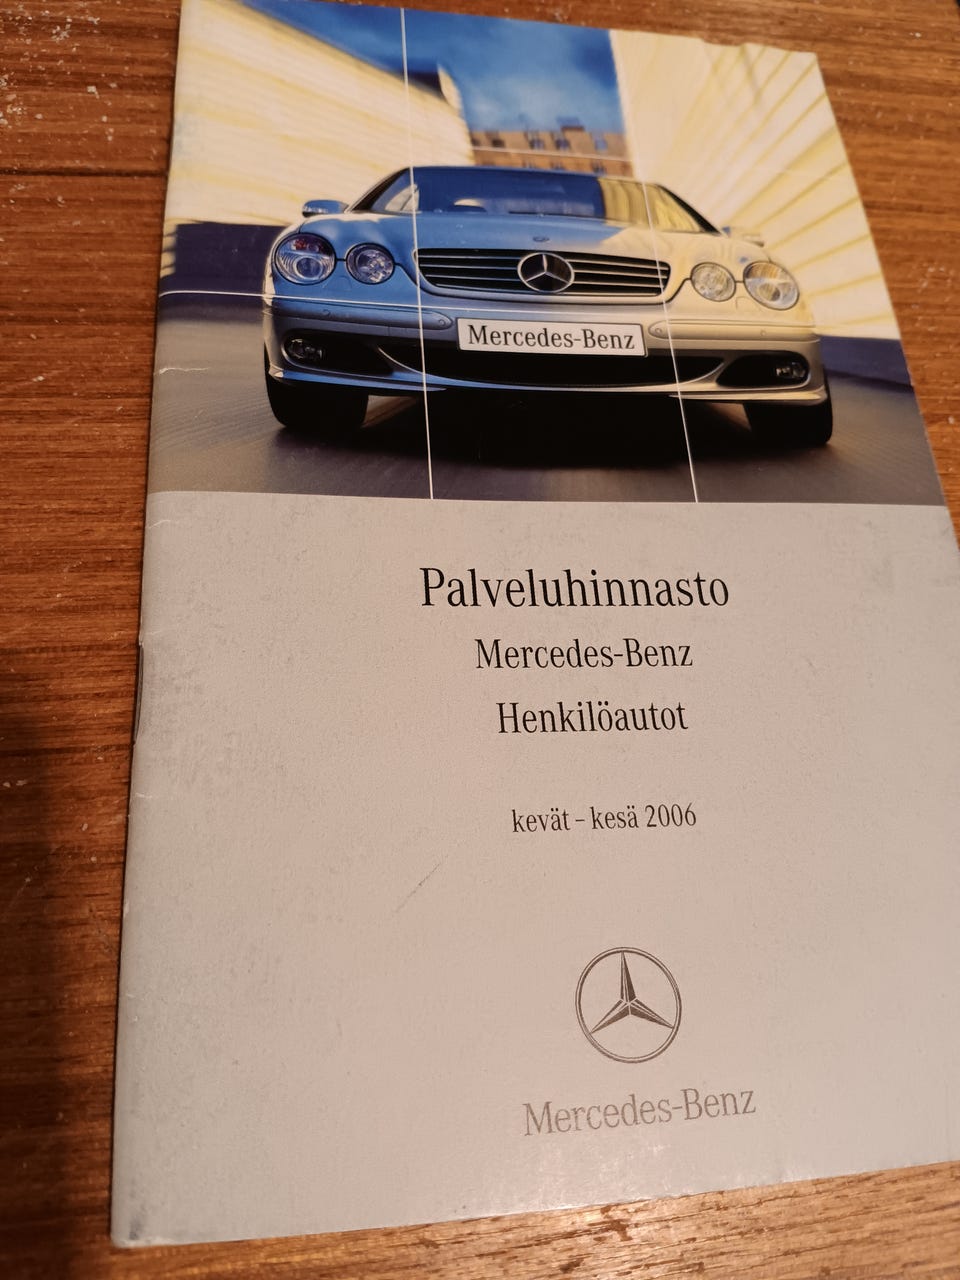 Mercedes-Benz
Palveluhinnasto
Mercedes-Benz
Henkilöautot
kevät – kesä 2006
Mercedes-Benz